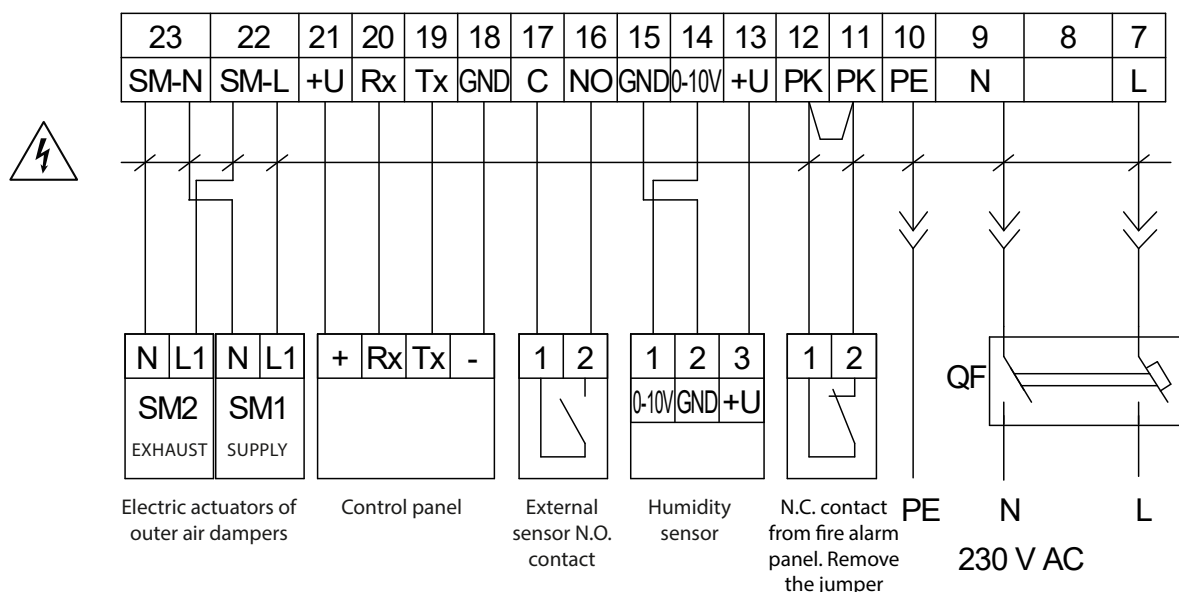 23 22 21 20 19 18 17 16 15 14 13 12 11 10 9 8 7
SM-N SM-L +U Rx Tx GND C NO GND 0-10V +U PK PK PE N L
N L1 N L1 + Rx Tx - 1 2 1 2 3 1 2
SM2 SM1 0-10V GND +U QF
EXHAUST SUPPLY
Electric actuators of
outer air dampers
Control panel
External
sensor N.O.
contact
Humidity
sensor
N.C. contact
from fire alarm
panel. Remove
the jumper
PE N L
230 V AC